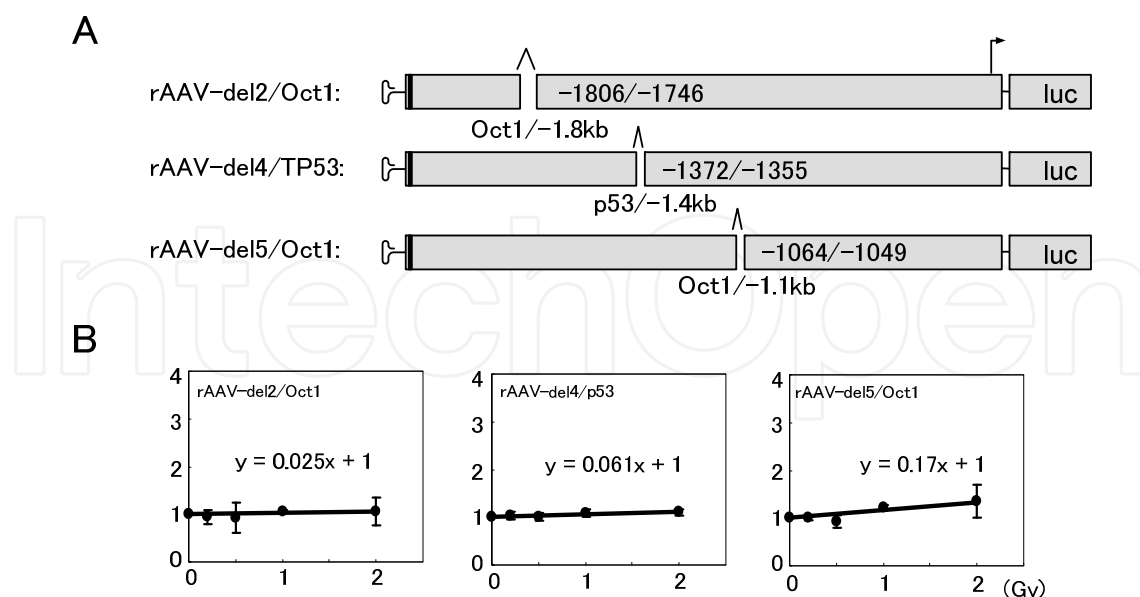 A
rAAV-del2/Oct1:
-1806/-1746
luc
Oct1/-1.8kb
rAAV-del4/TP53:
-1372/-1355
luc
p53/-1.4kb
rAAV-del5/Oct1:
-1064/-1049
luc
Oct1/-1.1kb
IntechOpen
B
4
3
2
1
0
rAAV-del2/Oct1
y = 0.025x + 1
0 1 2
4
3
2
1
0
rAAV-del4/p53
y = 0.061x + 1
0 1 2
4
3
2
1
0
rAAV-del5/Oct1
y = 0.17x + 1
0 1 2 (Gy)